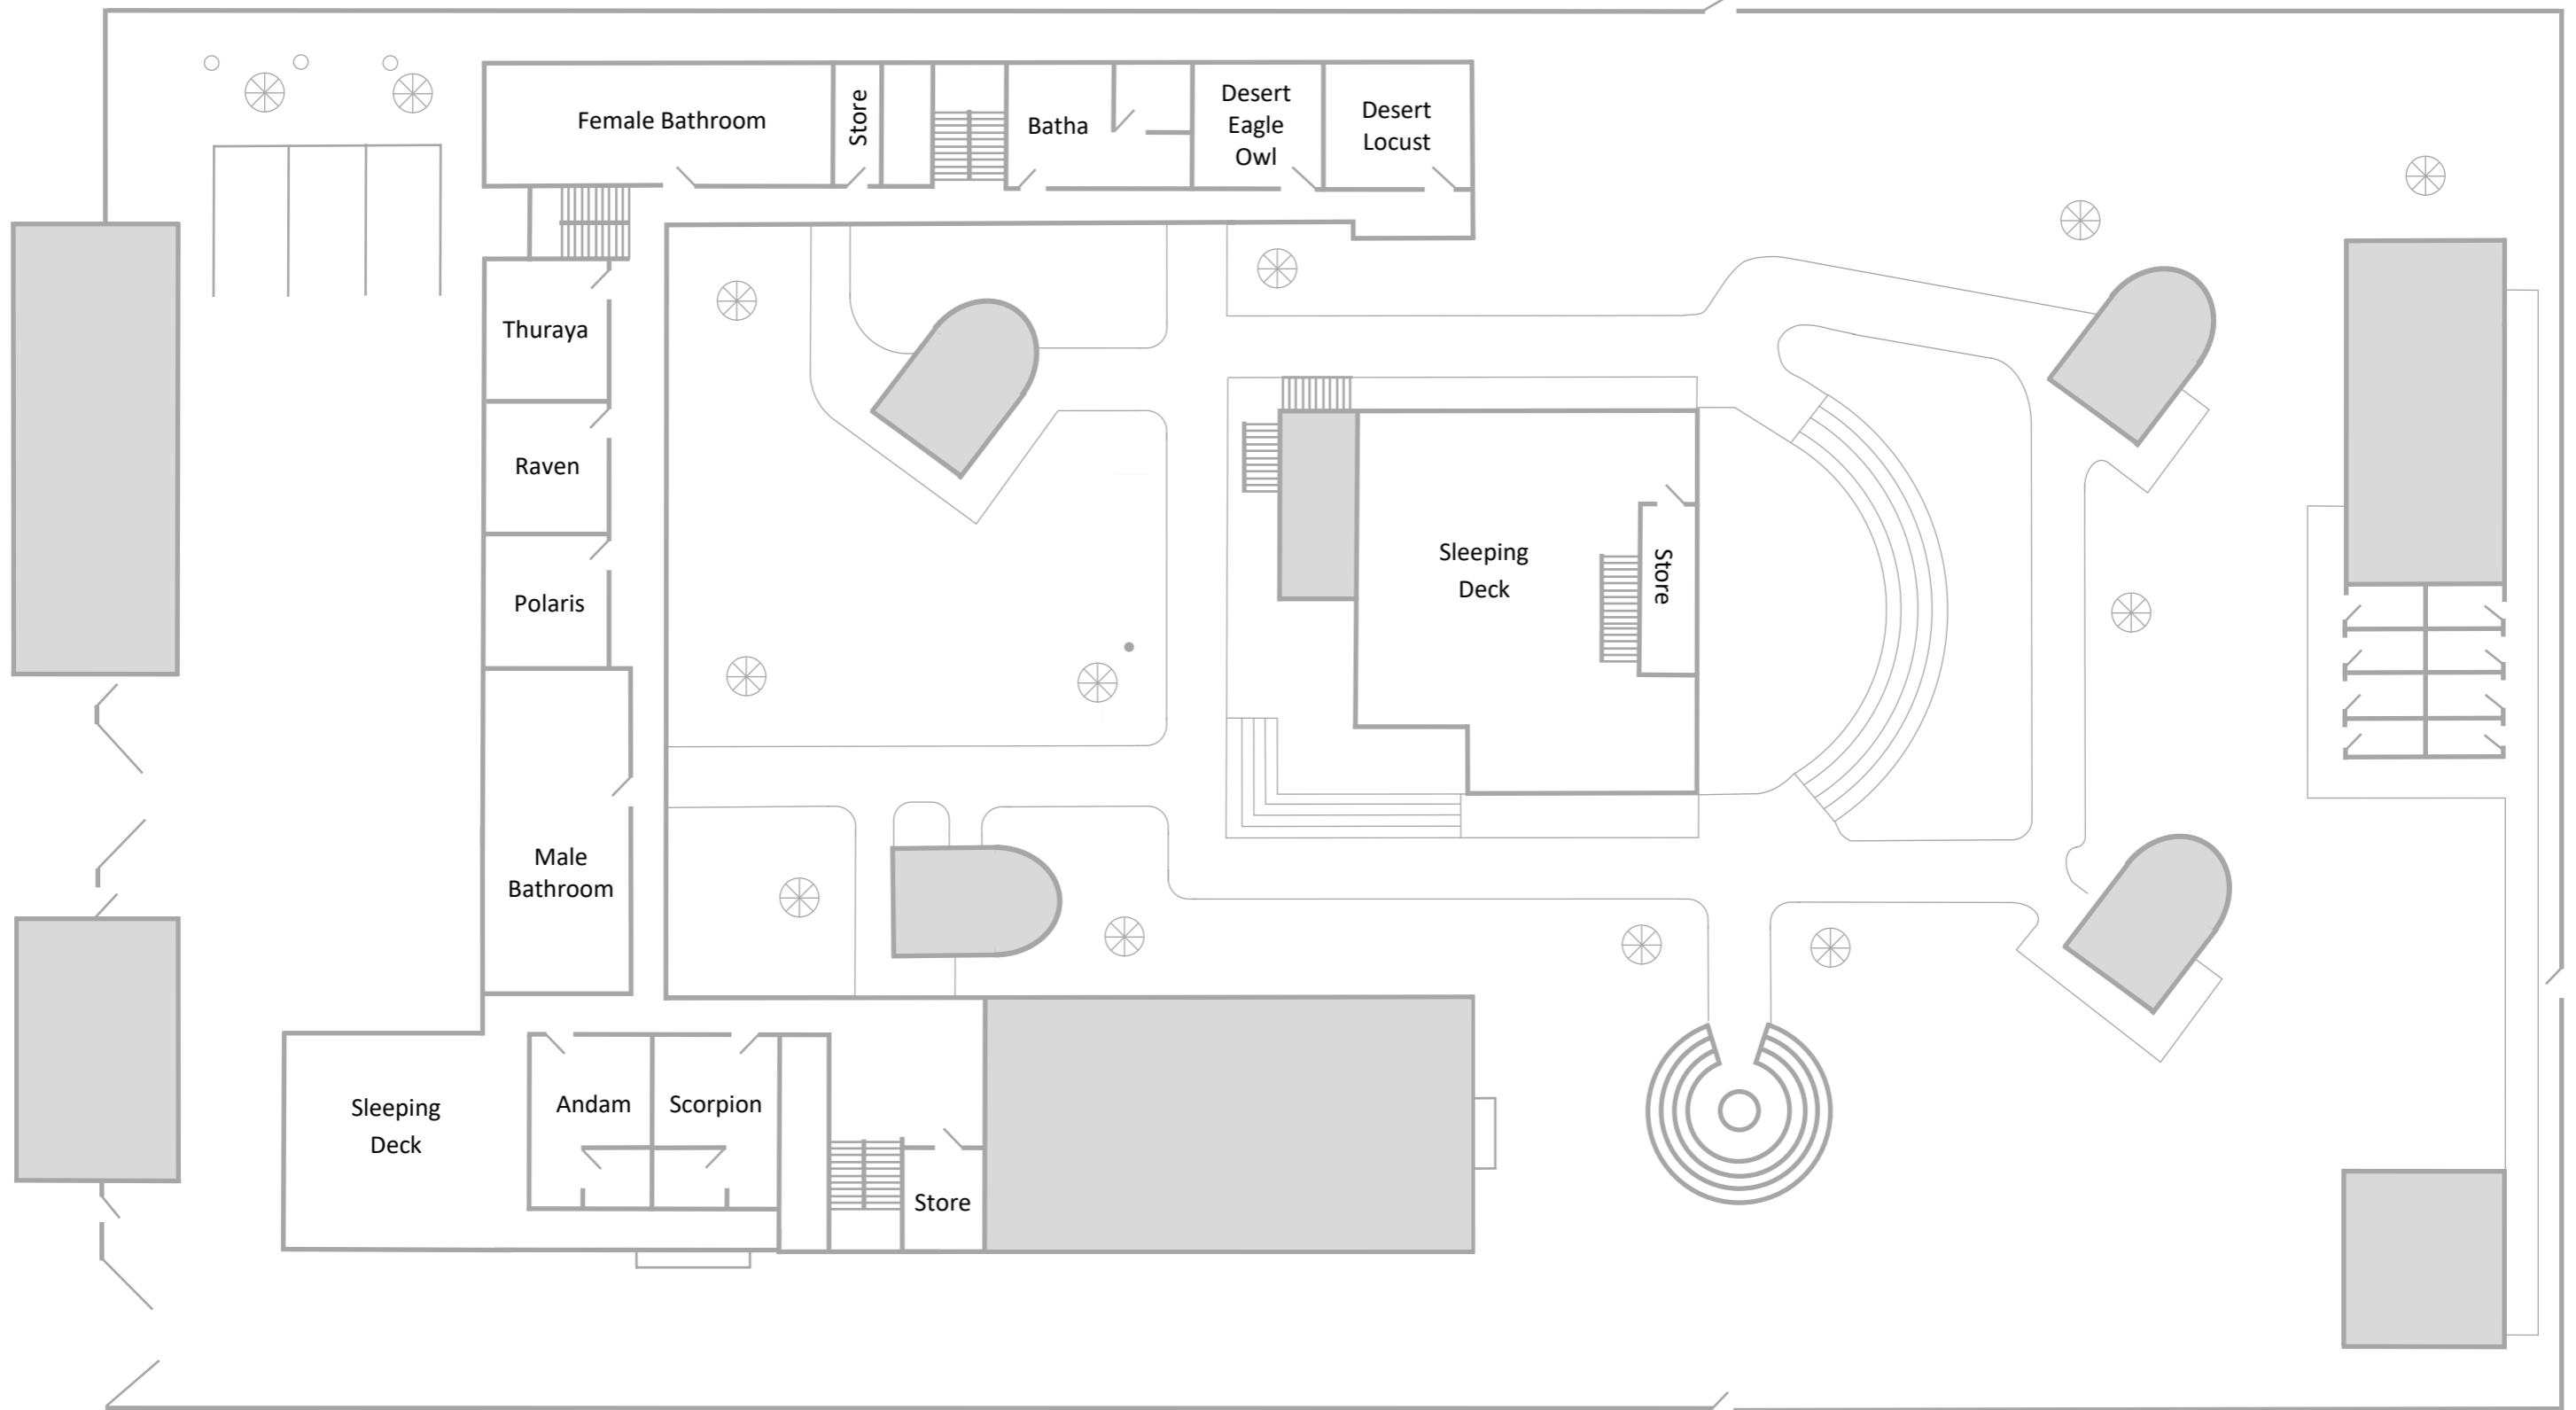 Female Bathroom
Store
Batha
Desert
Eagle
Owl
Desert
Locust
Thuraya
Raven
Polaris
Male
Bathroom
Sleeping
Deck
Store
Sleeping
Deck
Andam
Scorpion
Store